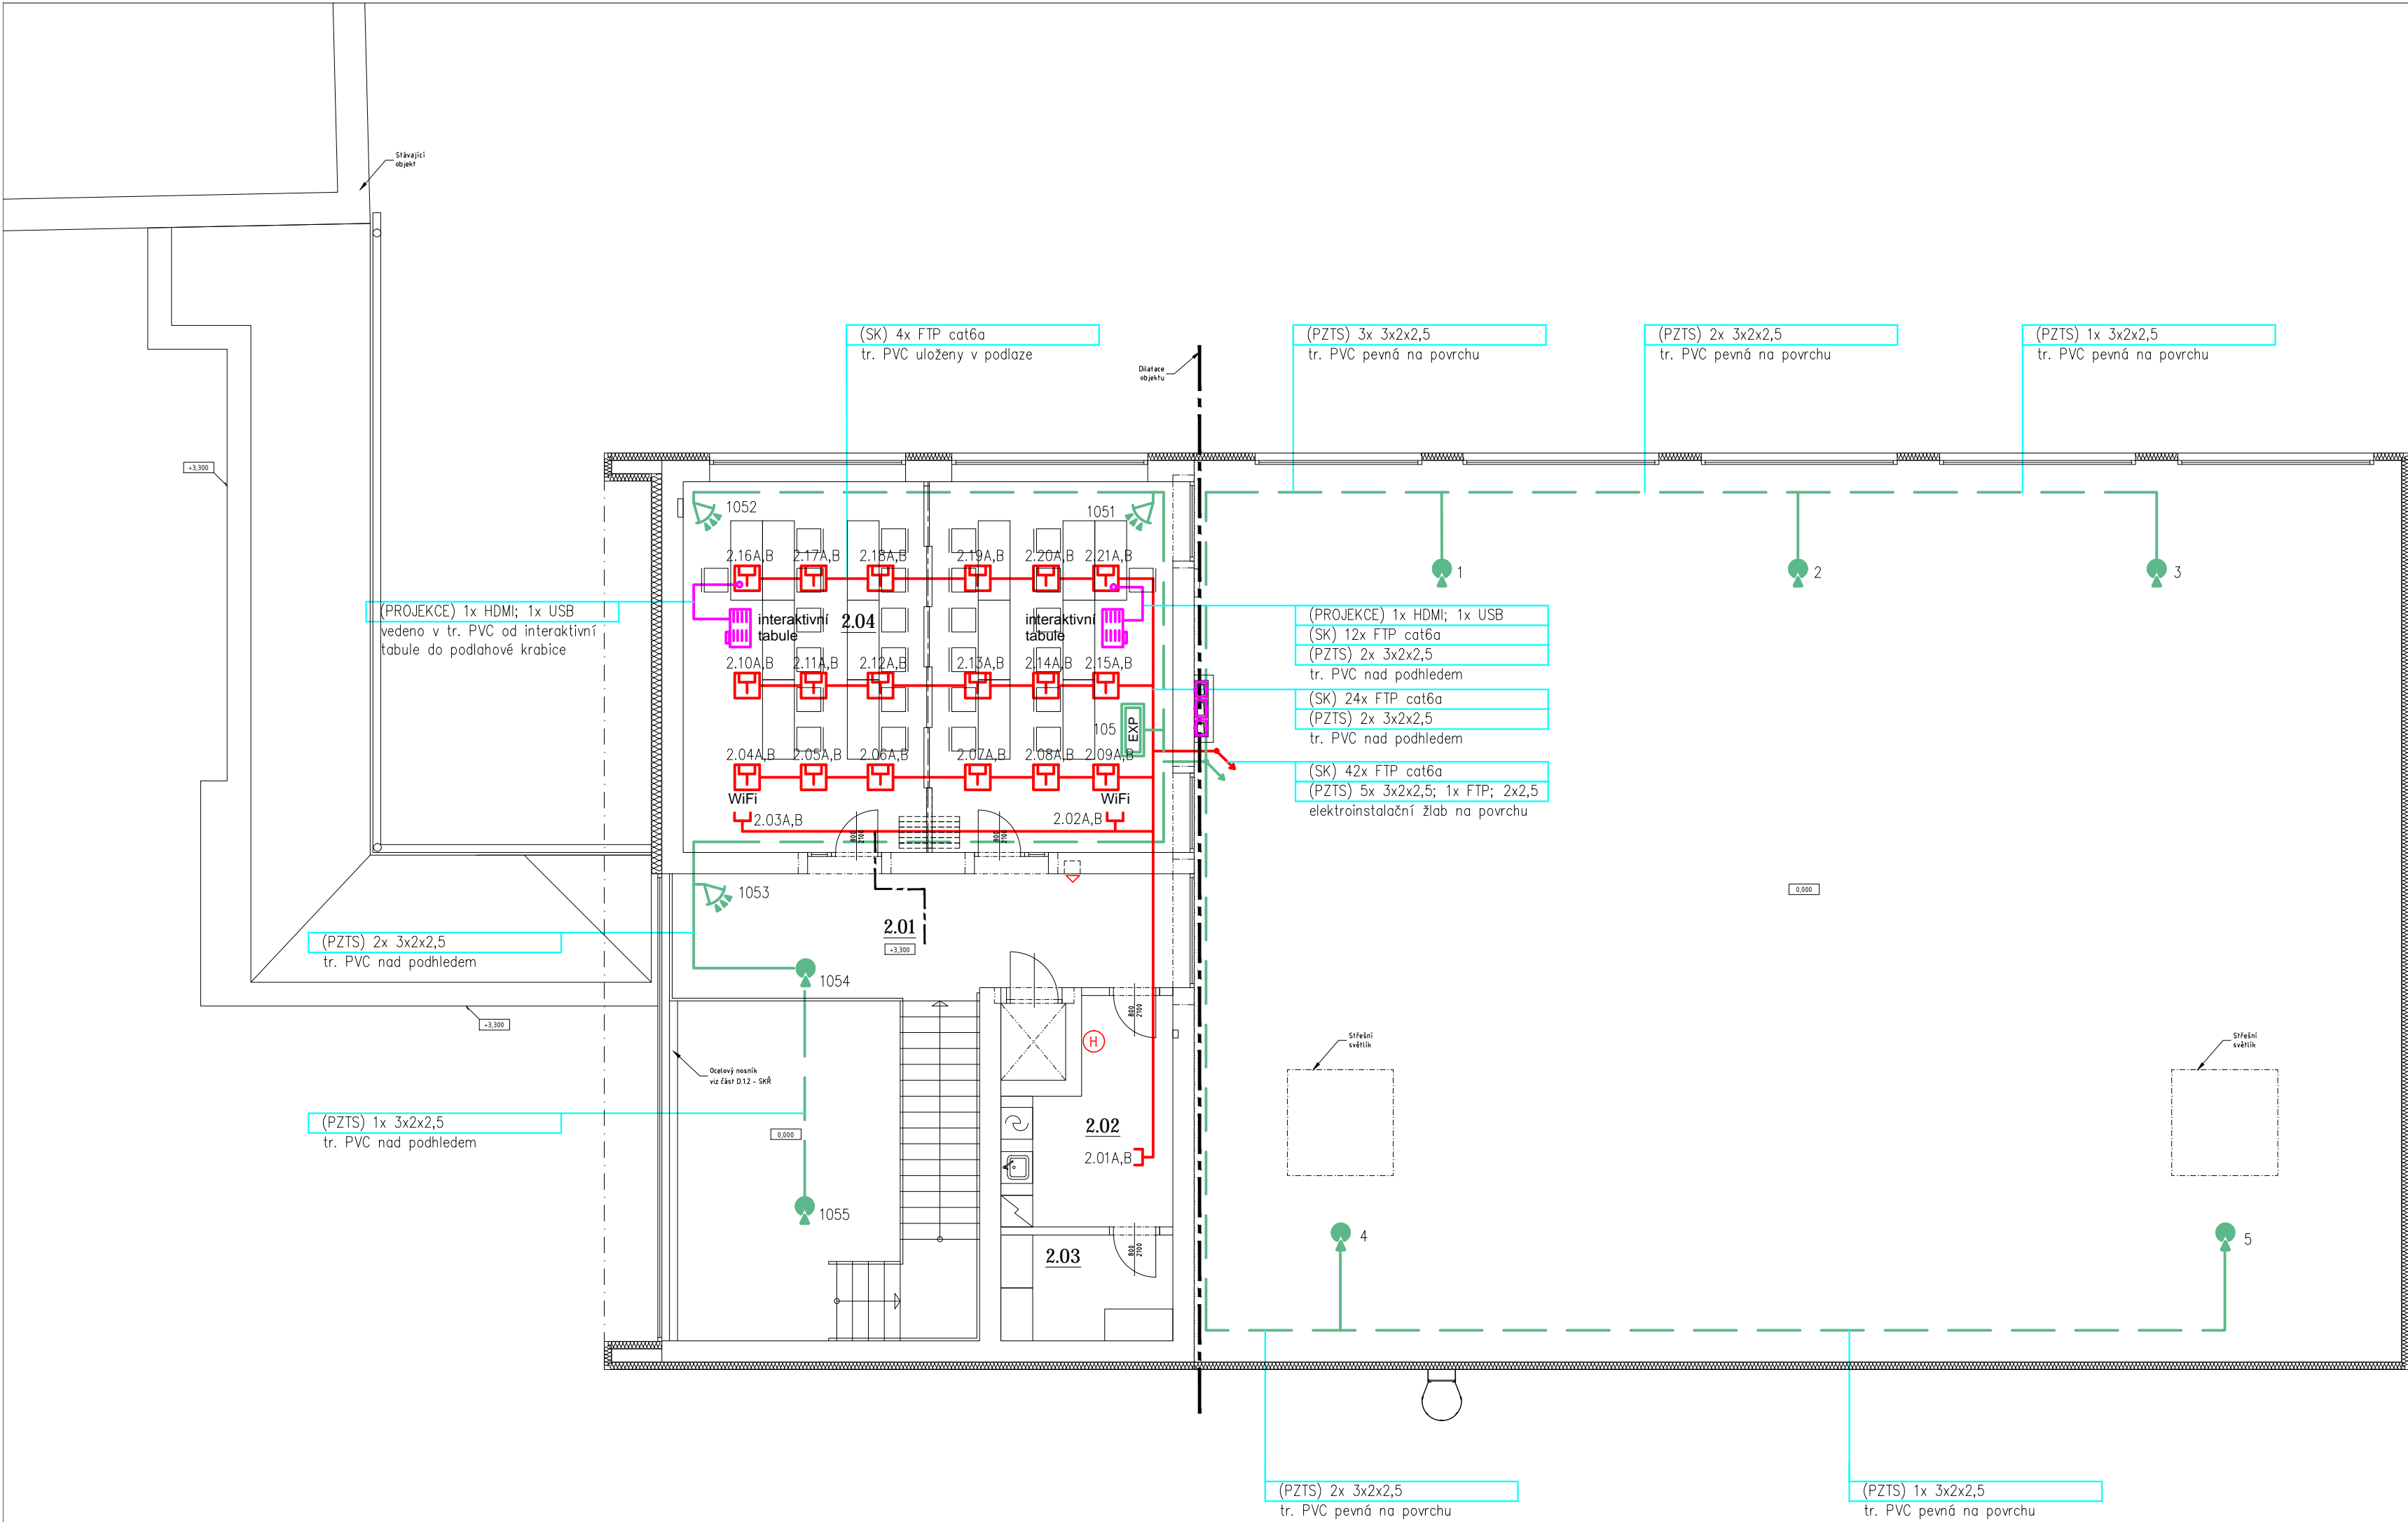 Stávající
objekt
(SK) 4x FTP cat6a
tr. PVC uloženy v podlaze
(PZTS) 3x 3x2x2,5
tr. PVC pevná na povrchu
(PZTS) 2x 3x2x2,5
tr. PVC pevná na povrchu
(PZTS) 1x 3x2x2,5
tr. PVC pevná na povrchu
Dilatace
objektu
+3,300
1052
1051
2.16A,B 2.17A,B 2.18A,B 2.19A,B 2.20A,B 2.21A,B
1
2
3
(PROJEKCE) 1x HDMI; 1x USB
vedeno v tr. PVC od interaktivní
tabule do podlahové krabice
interaktivní
tabule
2.04
interaktivní
tabule
(PROJEKCE) 1x HDMI; 1x USB
(SK) 12x FTP cat6a
(PZTS) 2x 3x2x2,5
tr. PVC nad podhledem
2.10A,B 2.11A,B 2.12A,B 2.13A,B 2.14A,B 2.15A,B
(SK) 24x FTP cat6a
(PZTS) 2x 3x2x2,5
tr. PVC nad podhledem
105
EXP
2.04A,B 2.05A,B 2.06A,B 2.07A,B 2.08A,B 2.09A,B
(SK) 42x FTP cat6a
(PZTS) 5x 3x2x2,5; 1x FTP; 2x2,5
elektroinstalační žlab na povrchu
WiFi
WiFi
2.03A,B
2.02A,B
800
2100
800
2100
1053
0,000
2.01
+3,300
(PZTS) 2x 3x2x2,5
tr. PVC nad podhledem
1054
+3,300
800
2100
H
Střešní
světlík
Střešní
světlík
Ocelový nosník
viz část D.1.2 - SKŘ
(PZTS) 1x 3x2x2,5
tr. PVC nad podhledem
0,000
2.02
2.01A,B
1055
4
5
2.03
800
2100
(PZTS) 2x 3x2x2,5
tr. PVC pevná na povrchu
(PZTS) 1x 3x2x2,5
tr. PVC pevná na povrchu